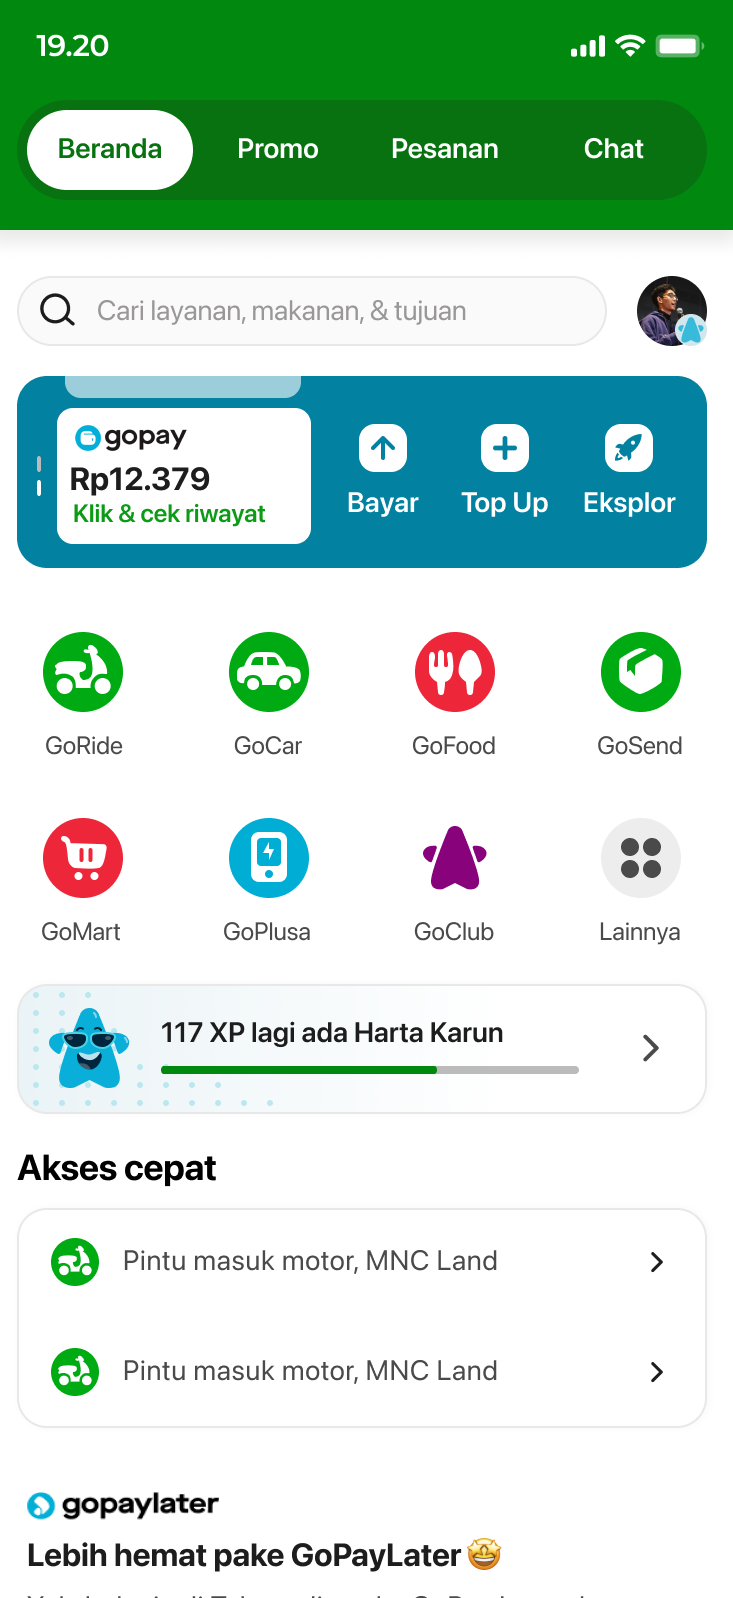 19.20
Beranda Promo Pesanan Chat
Cari layanan, makanan, & tujuan
gopay
Rp12.379
Klik & cek riwayat
Bayar Top Up Eksplor
GoRide GoCar GoFood GoSend
GoMart GoPlusa GoClub Lainnya
117 XP lagi ada Harta Karun
Akses cepat
Pintu masuk motor, MNC Land
Pintu masuk motor, MNC Land
gopaylater
Lebih hemat pake GoPayLater🤩